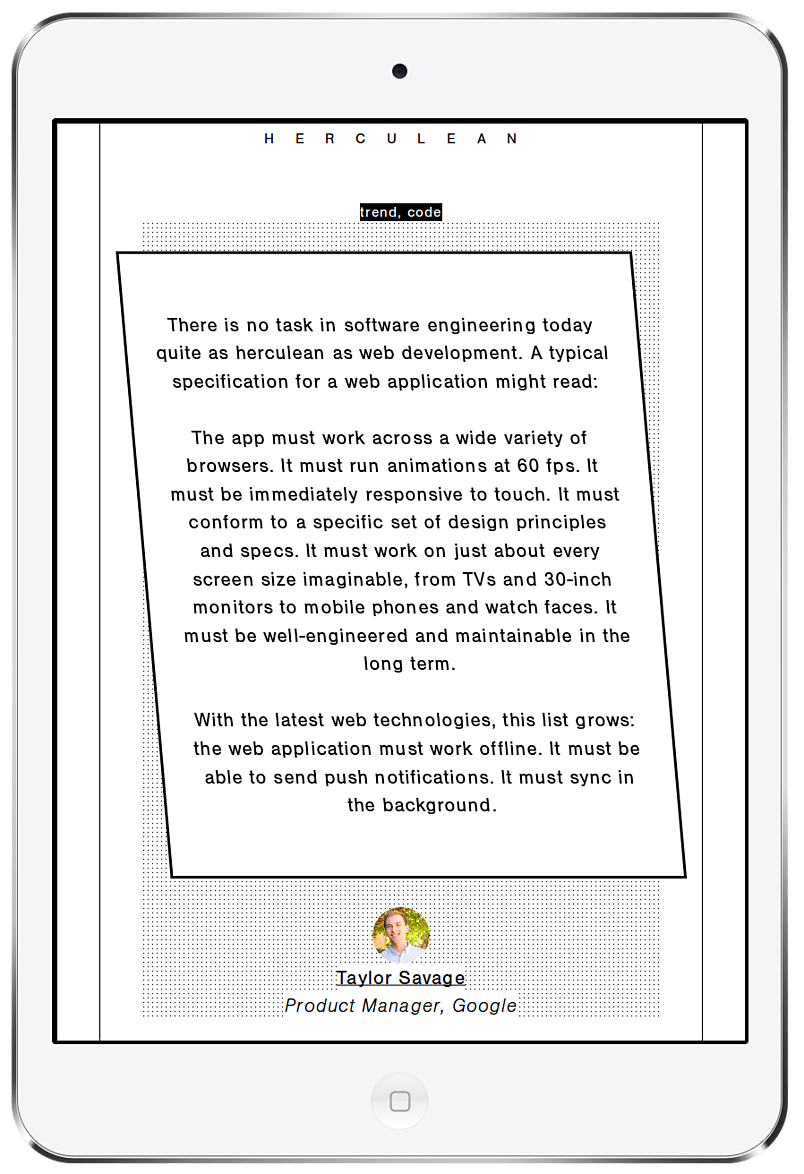 H E R C U L E A N
trend, code
There is no task in software engineering today
quite as herculean as web development. A typical
specification for a web application might read:
The app must work across a wide variety of
browsers. It must run animations at 60 fps. It
must be immediately responsive to touch. It must
conform to a specific set of design principles
and specs. It must work on just about every
screen size imaginable, from TVs and 30-inch
monitors to mobile phones and watch faces. It
must be well-engineered and maintainable in the
long term.
With the latest web technologies, this list grows:
the web application must work offline. It must be
able to send push notifications. It must sync in
the background.
Taylor Savage
Product Manager, Google